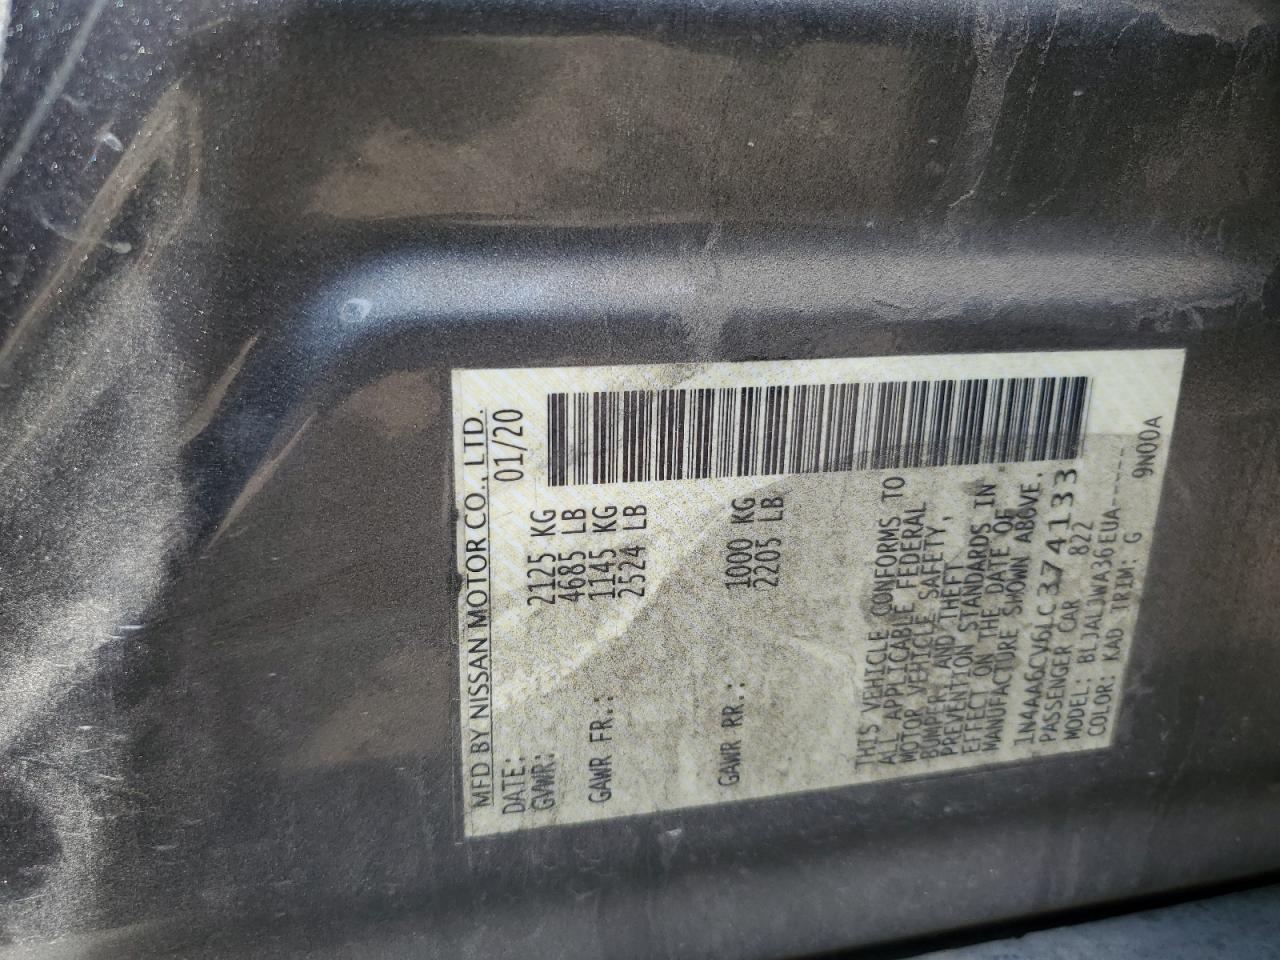 MFD BY NISSAN MOTOR CO., LTD.
DATE: 01/20
GVWR: 2125 KG
4685 LB
GAWR FR.: 1145 KG
2524 LB
GAWR RR.: 1000 KG
2205 LB
THIS VEHICLE CONFORMS TO
ALL APPLICABLE FEDERAL
MOTOR VEHICLE SAFETY,
BUMPER, AND THEFT
PREVENTION STANDARDS IN
EFFECT ON THE DATE OF
MANUFACTURE SHOWN ABOVE.
1N4AA6CV6LC374133
PASSENGER CAR 822
MODEL: BLJALJWA36EUA------
COLOR: KAD TRIM: G 9N00A